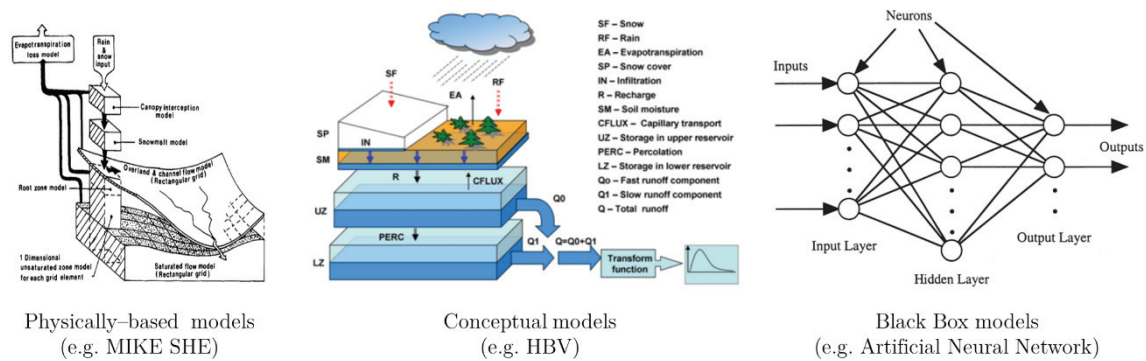 Evapotranspiration
loss model
Rain
&
snow
input
Canopy interception
model
Snowmelt model
Overland & channel flow model
(Rectangular grid)
Root zone model
1 Dimensional
unsaturated zone model
for each grid element
Saturated flow model
(Rectangular grid)
Physically–based models
(e.g. MIKE SHE)
SF
RF
EA
SP
IN
SM
R
CFLUX
UZ
Q0
PERC
LZ
Q1
Q=Q0+Q1
Transform
function
SF – Snow
RF – Rain
EA – Evapotranspiration
SP – Snow cover
IN – Infiltration
R – Recharge
SM – Soil moisture
CFLUX – Capillary transport
UZ – Storage in upper reservoir
PERC – Percolation
LZ – Storage in lower reservoir
Qo – Fast runoff component
Q1 – Slow runoff component
Q – Total runoff
Conceptual models
(e.g. HBV)
Neurons
Inputs
Outputs
Input Layer
Hidden Layer
Output Layer
Black Box models
(e.g. Artificial Neural Network)